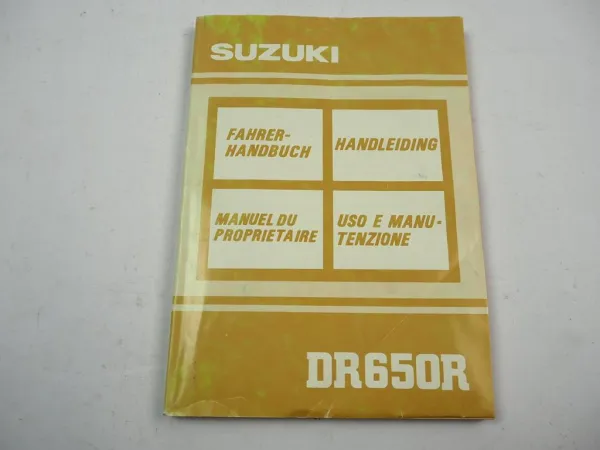 SUZUKI
FAHRER-
HANDBUCH
HANDLEIDING
MANUEL DU
PROPRIETAIRE
USO E MANU-
TENZIONE
DR650R